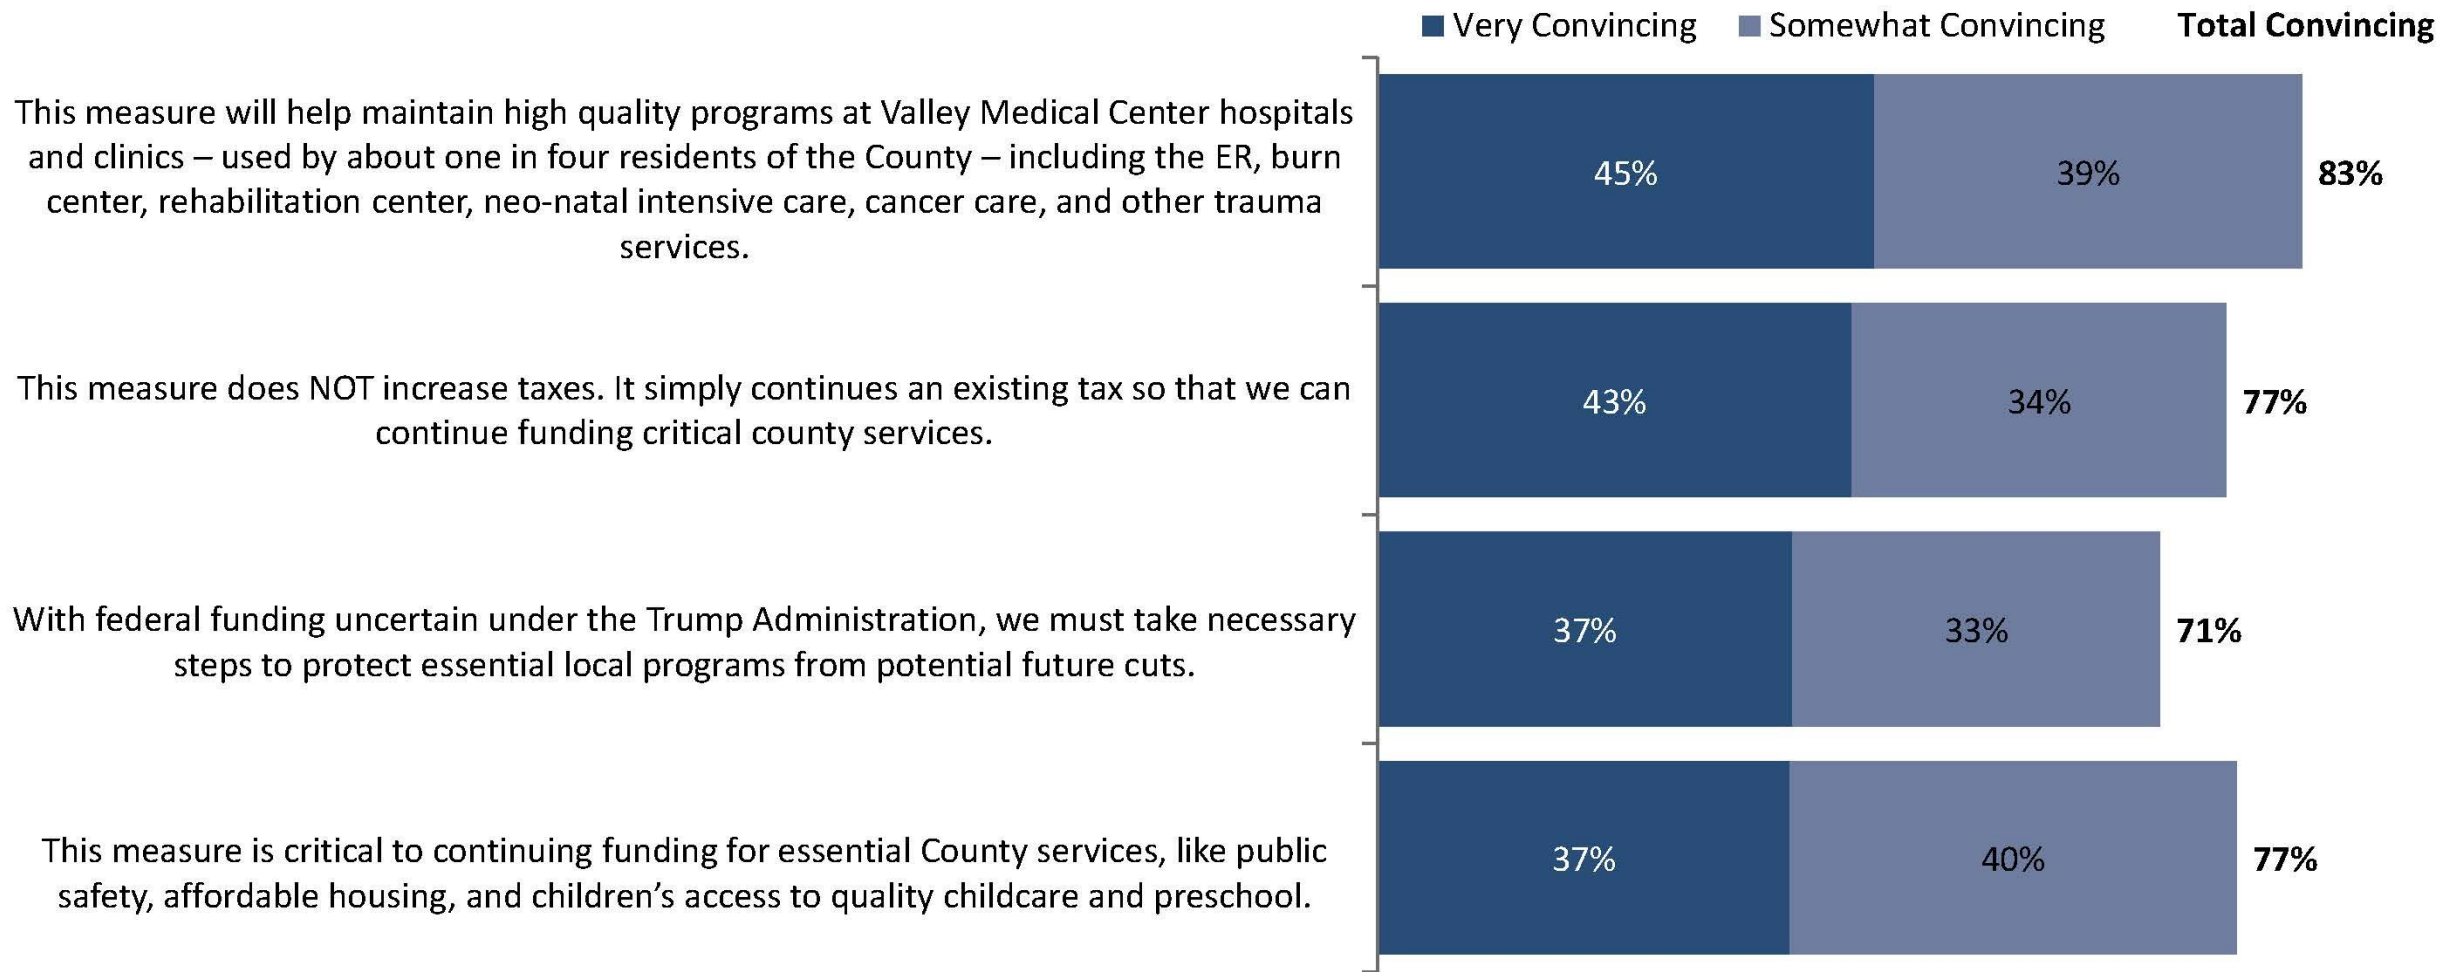 Very Convincing Somewhat Convincing Total Convincing
This measure will help maintain high quality programs at Valley Medical Center hospitals
and clinics – used by about one in four residents of the County – including the ER, burn
center, rehabilitation center, neo-natal intensive care, cancer care, and other trauma
services.
45% 39% 83%
This measure does NOT increase taxes. It simply continues an existing tax so that we can
continue funding critical county services.
43% 34% 77%
With federal funding uncertain under the Trump Administration, we must take necessary
steps to protect essential local programs from potential future cuts.
37% 33% 71%
This measure is critical to continuing funding for essential County services, like public
safety, affordable housing, and children’s access to quality childcare and preschool.
37% 40% 77%